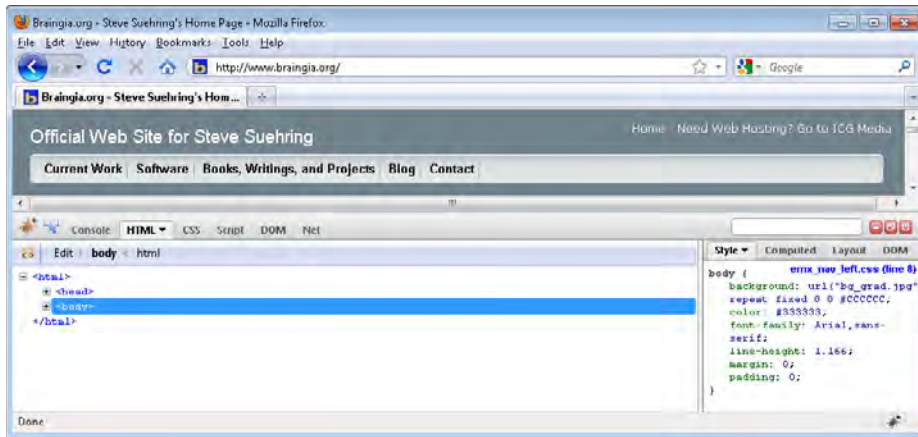 Braingia.org - Steve Suehring's Home Page - Mozilla Firefox
File Edit View History Bookmarks Tools Help
http://www.braingia.org/ Google
Braingia.org - Steve Suehring's Hom...
Official Web Site for Steve Suehring
Home Need Web Hosting? Go to ICG Media
Current Work Software Books, Writings, and Projects Blog Contact
Console HTML CSS Script DOM Net
Edit body < html
Style Computed Layout DOM
<html>
<head>
<body>
</html>
body {
emx_nav_left.css (line 8)
background: url("bg_grad.jpg"
repeat fixed 0 0 #CCCCCC;
color: #333333;
font-family: Arial,sans-
serif;
line-height: 1.166;
margin: 0;
padding: 0;
}
Done